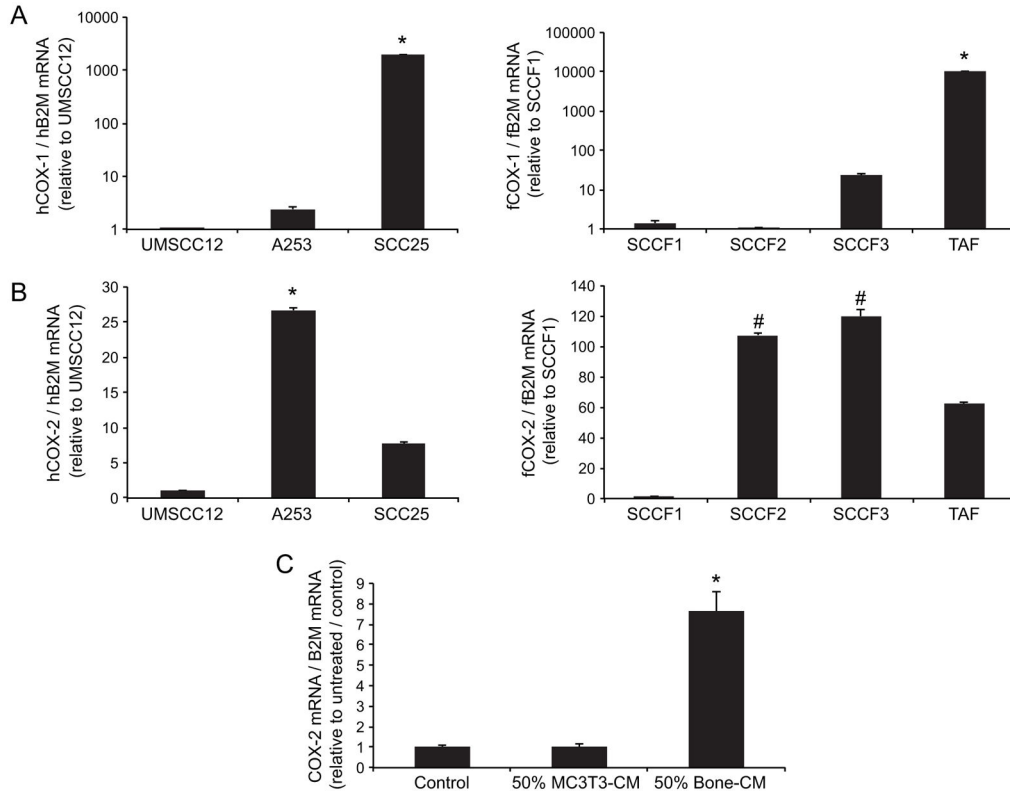 A
hCOX-1 / hB2M mRNA
(relative to UMSCC12)
10000
1000
100
10
1
*
UMSCC12 A253 SCC25
fCOX-1 / fB2M mRNA
(relative to SCCF1)
100000
10000
1000
100
10
1
*
SCCF1 SCCF2 SCCF3 TAF
B
hCOX-2 / hB2M mRNA
(relative to UMSCC12)
30
25
20
15
10
5
0
*
UMSCC12 A253 SCC25
fCOX-2 / fB2M mRNA
(relative to SCCF1)
140
120
100
80
60
40
20
0
# #
SCCF1 SCCF2 SCCF3 TAF
C
COX-2 mRNA / B2M mRNA
(relative to untreated / control)
9
8
7
6
5
4
3
2
1
0
*
Control 50% MC3T3-CM 50% Bone-CM